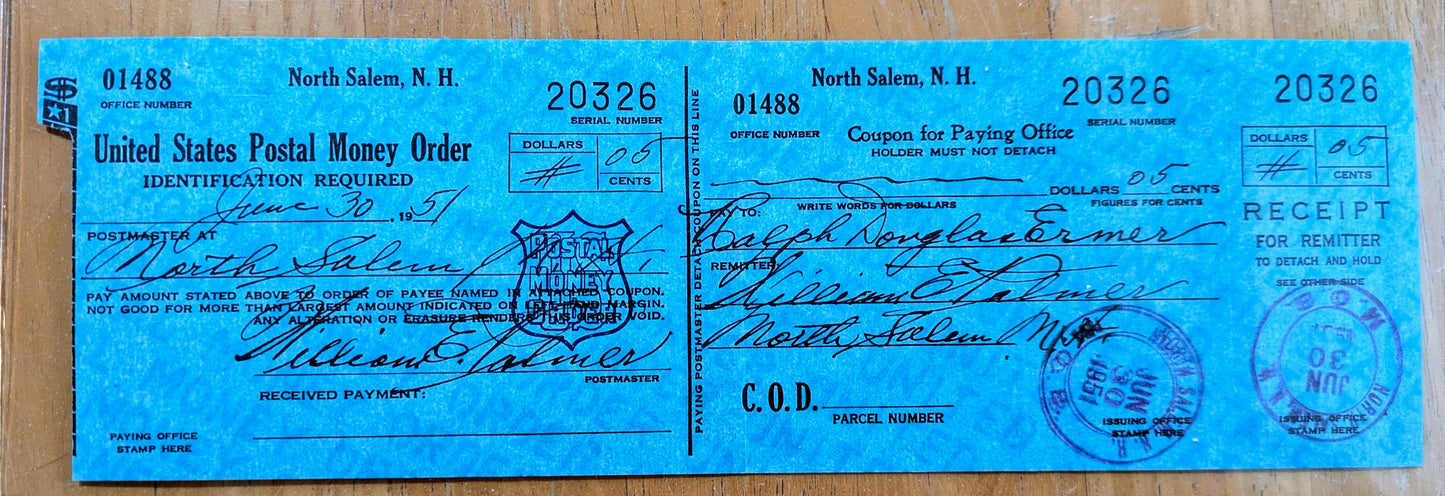 01488
OFFICE NUMBER
North Salem, N. H.
20326
SERIAL NUMBER
United States Postal Money Order
IDENTIFICATION REQUIRED
DOLLARS
# 05
CENTS
June 30, 1951
POSTMASTER AT
North Salem
PAY AMOUNT STATED ABOVE TO ORDER OF PAYEE NAMED IN ATTACHED COUPON.
NOT GOOD FOR MORE THAN LARGEST AMOUNT INDICATED ON LEFT-HAND MARGIN.
ANY ALTERATION OR ERASURE RENDERS THIS ORDER VOID.
POSTAL
MONEY
ORDER
William E. Palmer
POSTMASTER
RECEIVED PAYMENT:
PAYING OFFICE
STAMP HERE
PAYING POSTMASTER DETACH COUPON ON THIS LINE
01488
OFFICE NUMBER
North Salem, N. H.
20326
SERIAL NUMBER
Coupon for Paying Office
HOLDER MUST NOT DETACH
DOLLARS 05 CENTS
WRITE WORDS FOR DOLLARS
FIGURES FOR CENTS
PAY TO:
Ralph Douglas Ermer
REMITTER:
William E. Palmer
North Salem N.H.
C. O. D.
PARCEL NUMBER
NORTH SALEM
JUN
30
1951
M.O.B.
ISSUING OFFICE
STAMP HERE
20326
DOLLARS
# 05
CENTS
RECEIPT
FOR REMITTER
TO DETACH AND HOLD
SEE OTHER SIDE
M.O.B.
JUN
30
ISSUING OFFICE
STAMP HERE